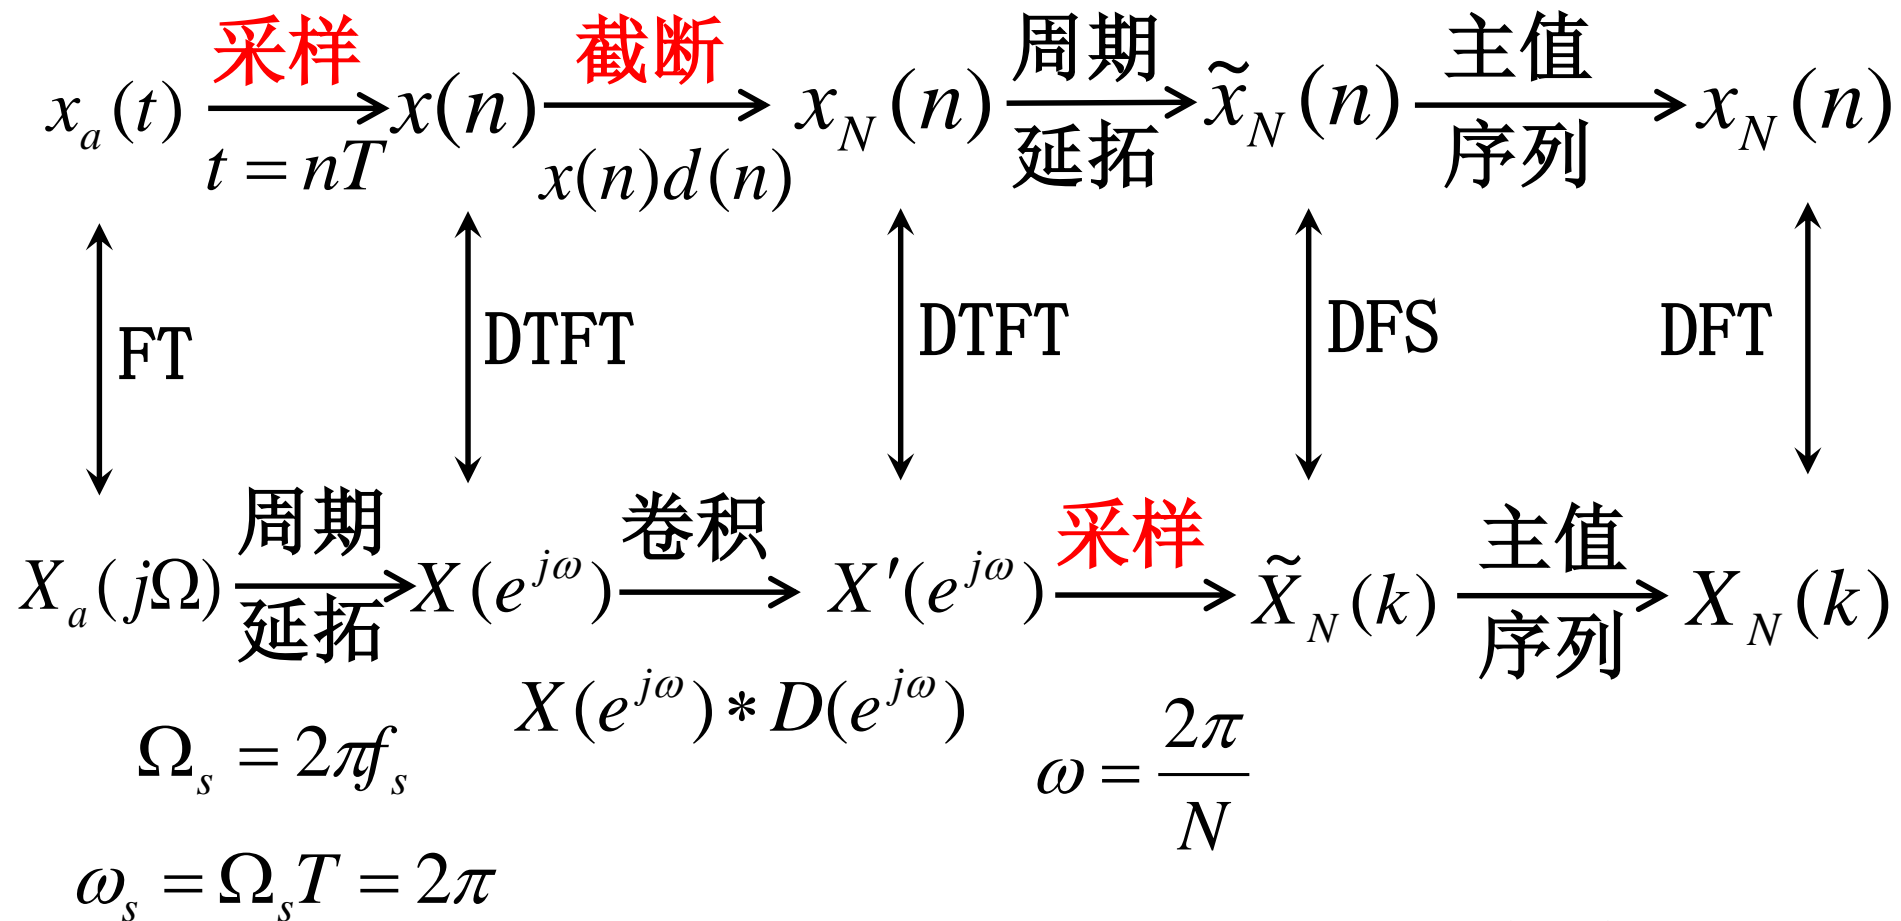 采样 截断 周期 主值
x_a(t) x(n) x_N(n) x̃_N(n) x_N(n)
t = nT x(n)d(n) 延拓 序列
FT DTFT DTFT DFS DFT
周期 卷积 采样 主值
X_a(jΩ) X(e^{jω}) X′(e^{jω}) X̃_N(k) X_N(k)
延拓 序列
X(e^{jω}) * D(e^{jω})
Ω_s = 2πf_s
ω = 2π/N
ω_s = Ω_sT = 2π